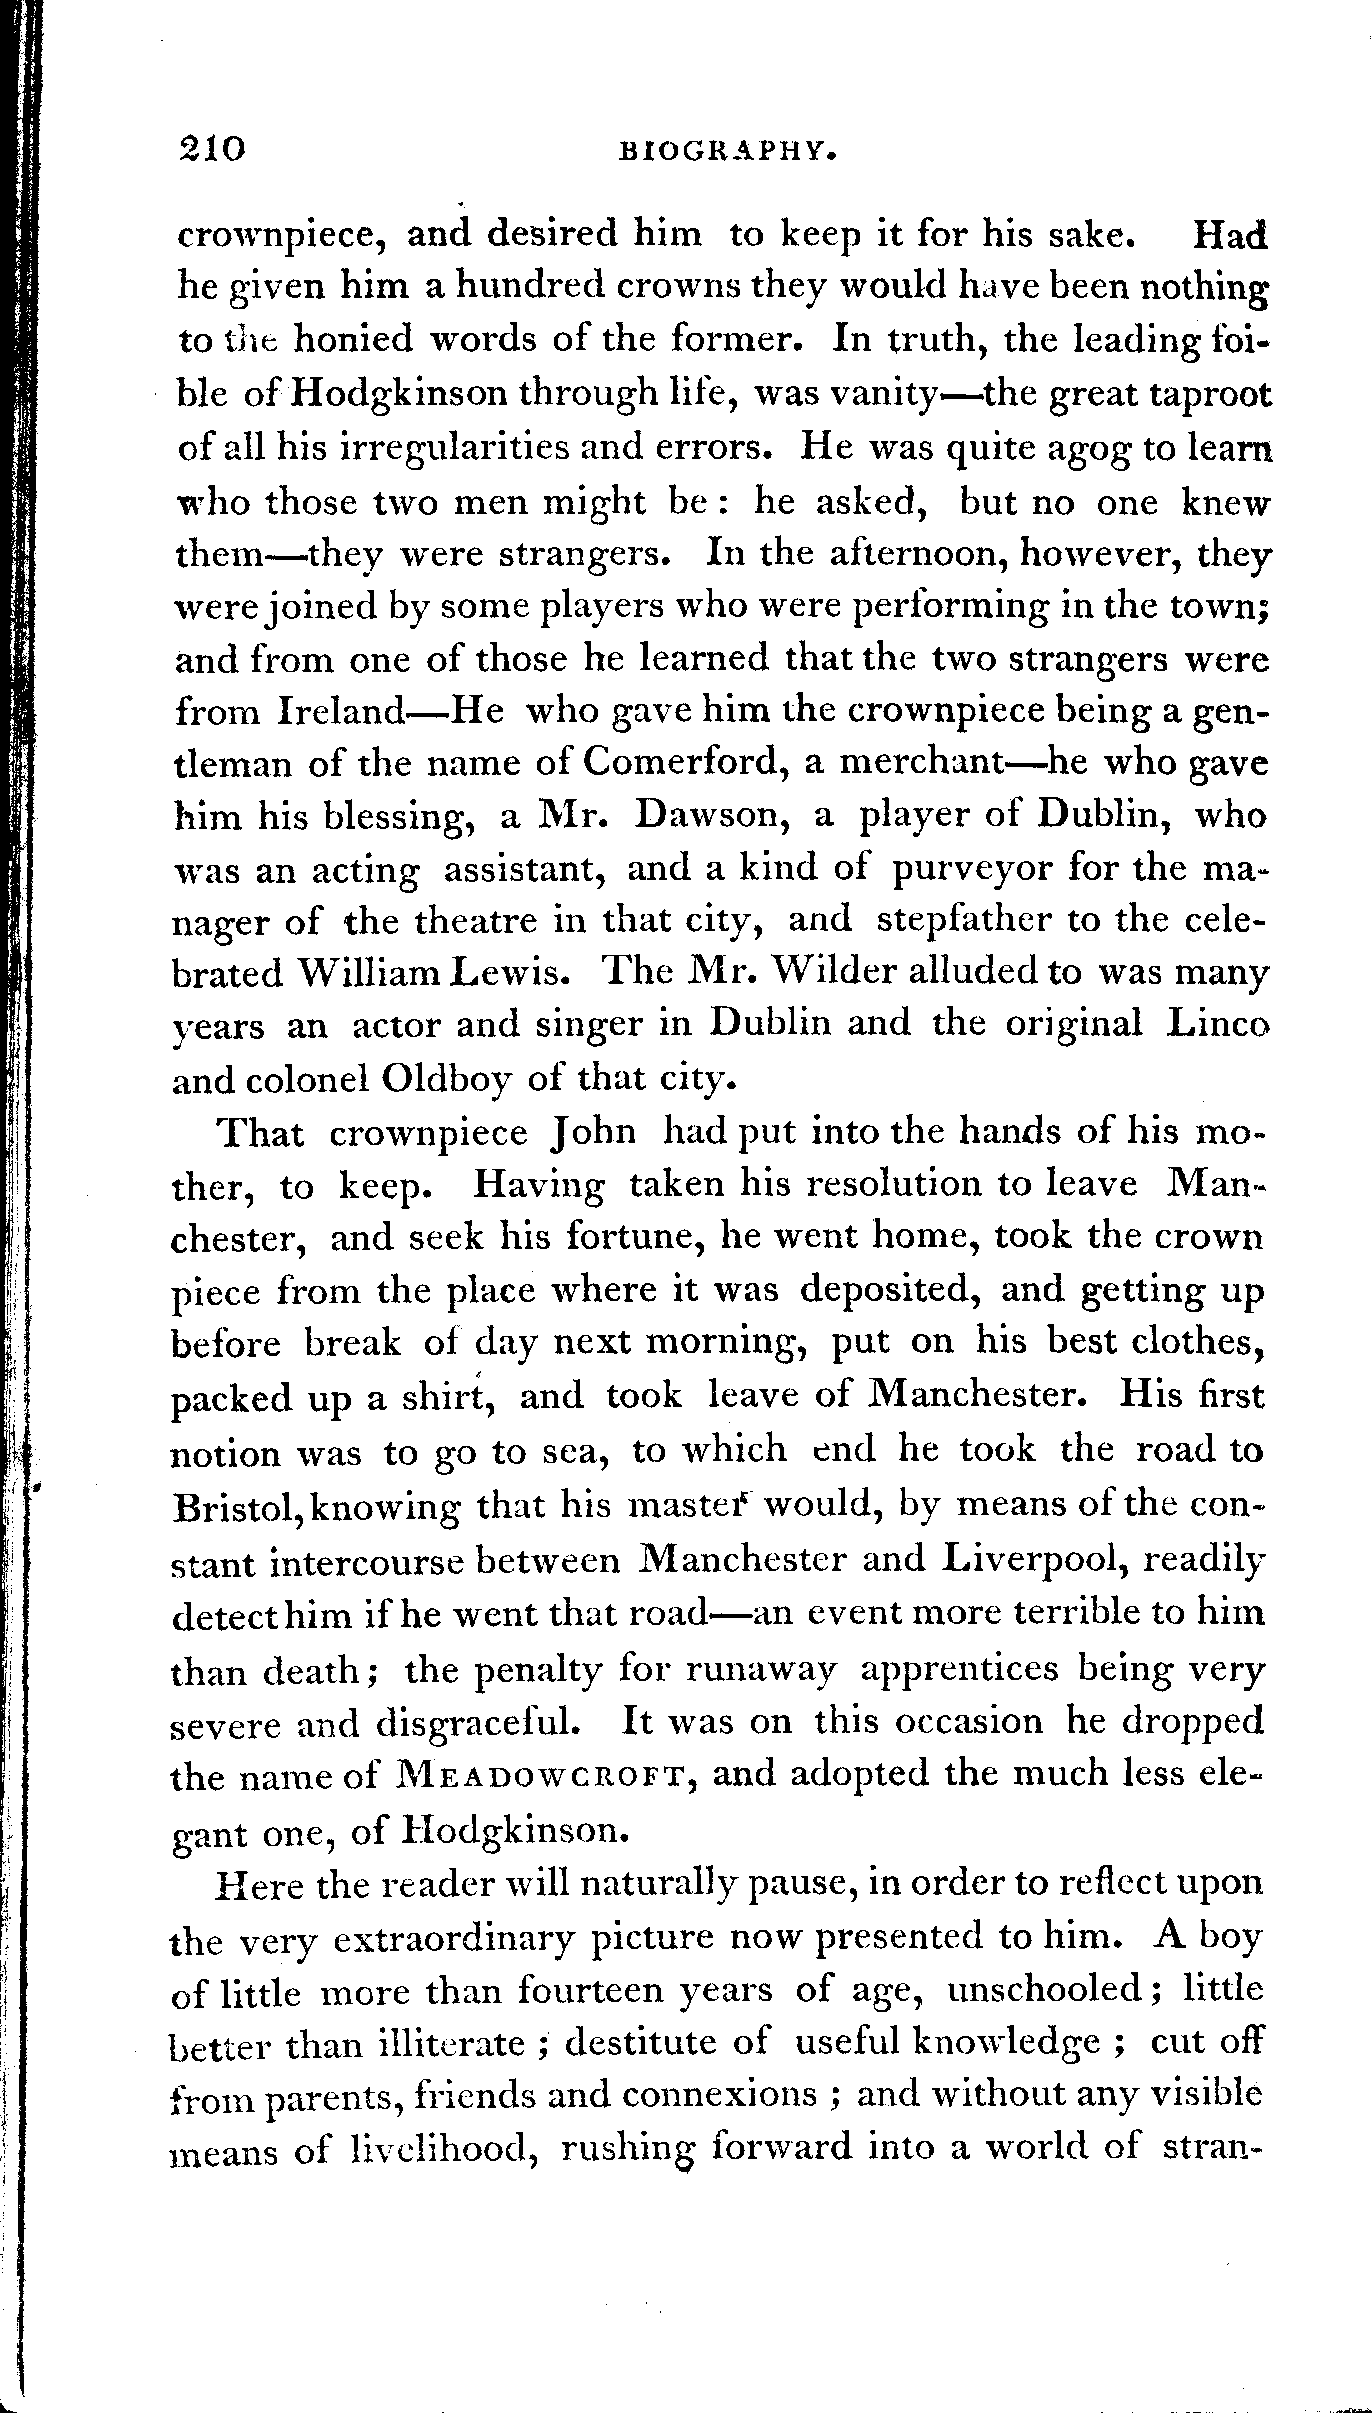 210 BIOGRAPHY.
crownpiece, and desired him to keep it for his sake. Had
he given him a hundred crowns they would have been nothing
to the honied words of the former. In truth, the leading foi-
ble of Hodgkinson through life, was vanity—the great taproot
of all his irregularities and errors. He was quite agog to learn
who those two men might be : he asked, but no one knew
them—they were strangers. In the afternoon, however, they
were joined by some players who were performing in the town;
and from one of those he learned that the two strangers were
from Ireland—He who gave him the crownpiece being a gen-
tleman of the name of Comerford, a merchant—he who gave
him his blessing, a Mr. Dawson, a player of Dublin, who
was an acting assistant, and a kind of purveyor for the ma-
nager of the theatre in that city, and stepfather to the cele-
brated William Lewis. The Mr. Wilder alluded to was many
years an actor and singer in Dublin and the original Linco
and colonel Oldboy of that city.
That crownpiece John had put into the hands of his mo-
ther, to keep. Having taken his resolution to leave Man-
chester, and seek his fortune, he went home, took the crown
piece from the place where it was deposited, and getting up
before break of day next morning, put on his best clothes,
packed up a shirt, and took leave of Manchester. His first
notion was to go to sea, to which end he took the road to
Bristol, knowing that his master would, by means of the con-
stant intercourse between Manchester and Liverpool, readily
detect him if he went that road—an event more terrible to him
than death; the penalty for runaway apprentices being very
severe and disgraceful. It was on this occasion he dropped
the name of MEADOWCROFT, and adopted the much less ele-
gant one, of Hodgkinson.
Here the reader will naturally pause, in order to reflect upon
the very extraordinary picture now presented to him. A boy
of little more than fourteen years of age, unschooled; little
better than illiterate ; destitute of useful knowledge ; cut off
from parents, friends and connexions ; and without any visible
means of livelihood, rushing forward into a world of stran-